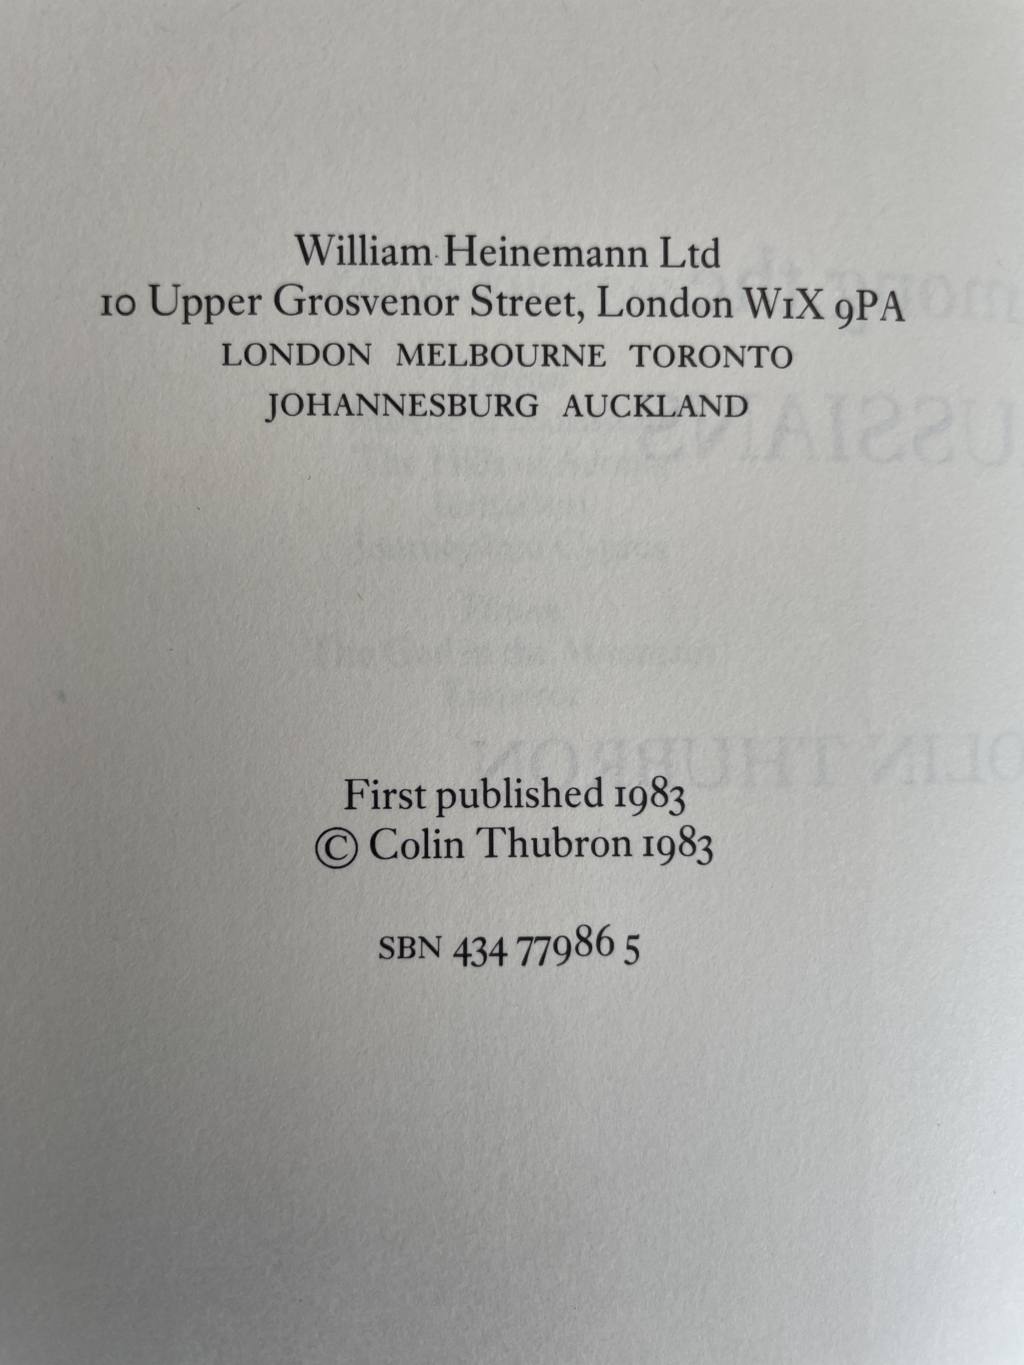 William Heinemann Ltd
10 Upper Grosvenor Street, London W1X 9PA
LONDON MELBOURNE TORONTO
JOHANNESBURG AUCKLAND
First published 1983
© Colin Thubron 1983
SBN 434 77986 5